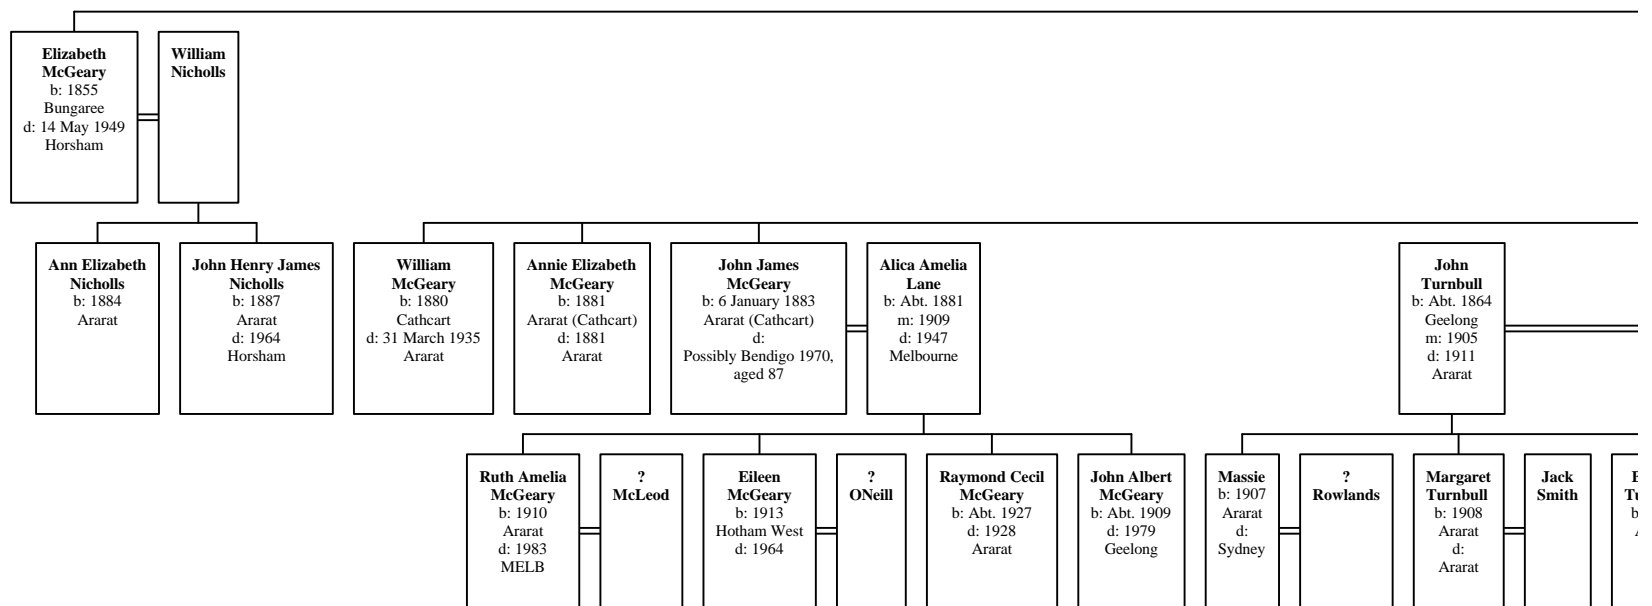 Elizabeth
McGeary
b: 1855
Bungaree
d: 14 May 1949
Horsham
William
Nicholls
Ann Elizabeth
Nicholls
b: 1884
Ararat
John Henry James
Nicholls
b: 1887
Ararat
d: 1964
Horsham
William
McGeary
b: 1880
Cathcart
d: 31 March 1935
Ararat
Annie Elizabeth
McGeary
b: 1881
Ararat (Cathcart)
d: 1881
Ararat
John James
McGeary
b: 6 January 1883
Ararat (Cathcart)
d:
Possibly Bendigo 1970,
aged 87
Alica Amelia
Lane
b: Abt. 1881
m: 1909
d: 1947
Melbourne
John
Turnbull
b: Abt. 1864
Geelong
m: 1905
d: 1911
Ararat
Ruth Amelia
McGeary
b: 1910
Ararat
d: 1983
MELB
?
McLeod
Eileen
McGeary
b: 1913
Hotham West
d: 1964
?
ONeill
Raymond Cecil
McGeary
b: Abt. 1927
d: 1928
Ararat
John Albert
McGeary
b: Abt. 1909
d: 1979
Geelong
Massie
b: 1907
Ararat
d:
Sydney
?
Rowlands
Margaret
Turnbull
b: 1908
Ararat
d:
Ararat
Jack
Smith